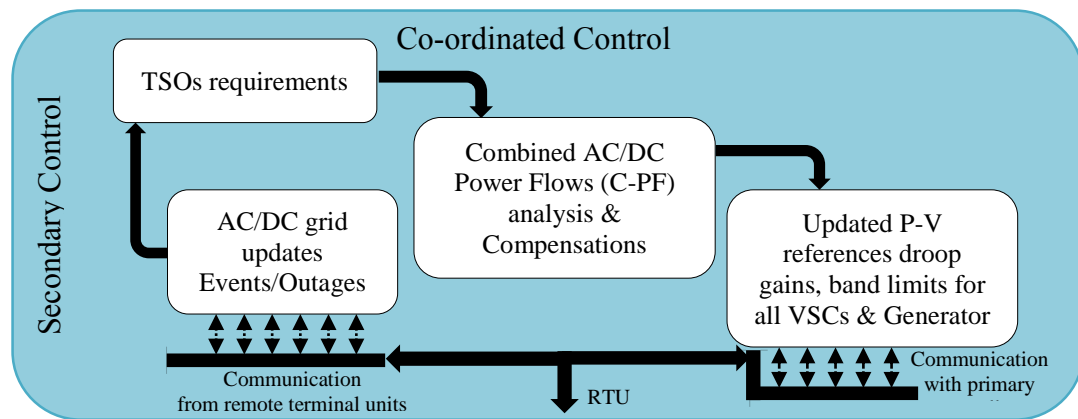 Co-ordinated Control
Secondary Control
TSOs requirements
Combined AC/DC
Power Flows (C-PF)
analysis &
Compensations
AC/DC grid
updates
Events/Outages
Updated P-V
references droop
gains, band limits for
all VSCs & Generator
Communication
from remote terminal units
RTU
Communication
with primary